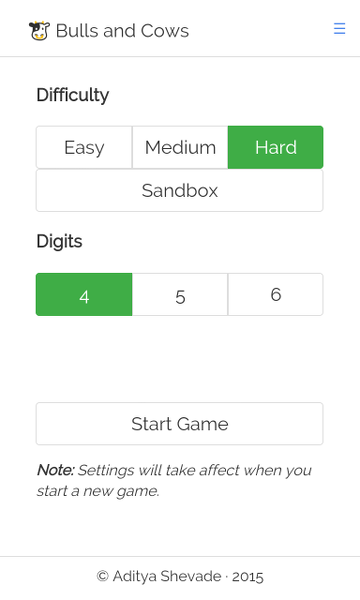 Bulls and Cows
Difficulty
Easy Medium Hard
Sandbox
Digits
4 5 6
Start Game
Note: Settings will take affect when you
start a new game.
© Aditya Shevade · 2015